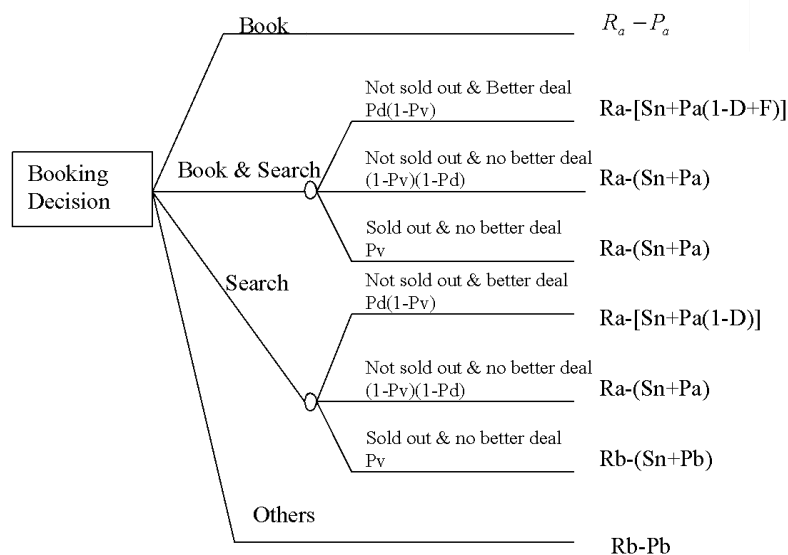 Book
R_a – P_a
Not sold out & Better deal
Pd(1-Pv)
Ra-[Sn+Pa(1-D+F)]
Booking
Decision
Book & Search
Not sold out & no better deal
(1-Pv)(1-Pd)
Ra-(Sn+Pa)
Sold out & no better deal
Pv
Ra-(Sn+Pa)
Search
Not sold out & better deal
Pd(1-Pv)
Ra-[Sn+Pa(1-D)]
Not sold out & no better deal
(1-Pv)(1-Pd)
Ra-(Sn+Pa)
Sold out & no better deal
Pv
Rb-(Sn+Pb)
Others
Rb-Pb